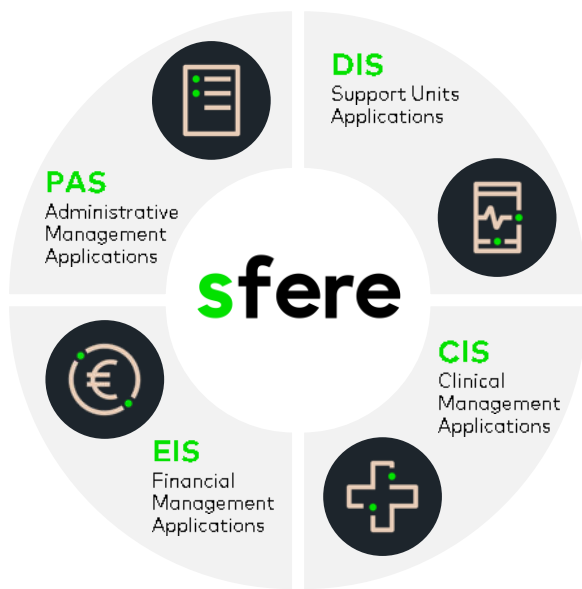 DIS
Support Units
Applications
PAS
Administrative
Management
Applications
sfere
CIS
Clinical
Management
Applications
EIS
Financial
Management
Applications
€